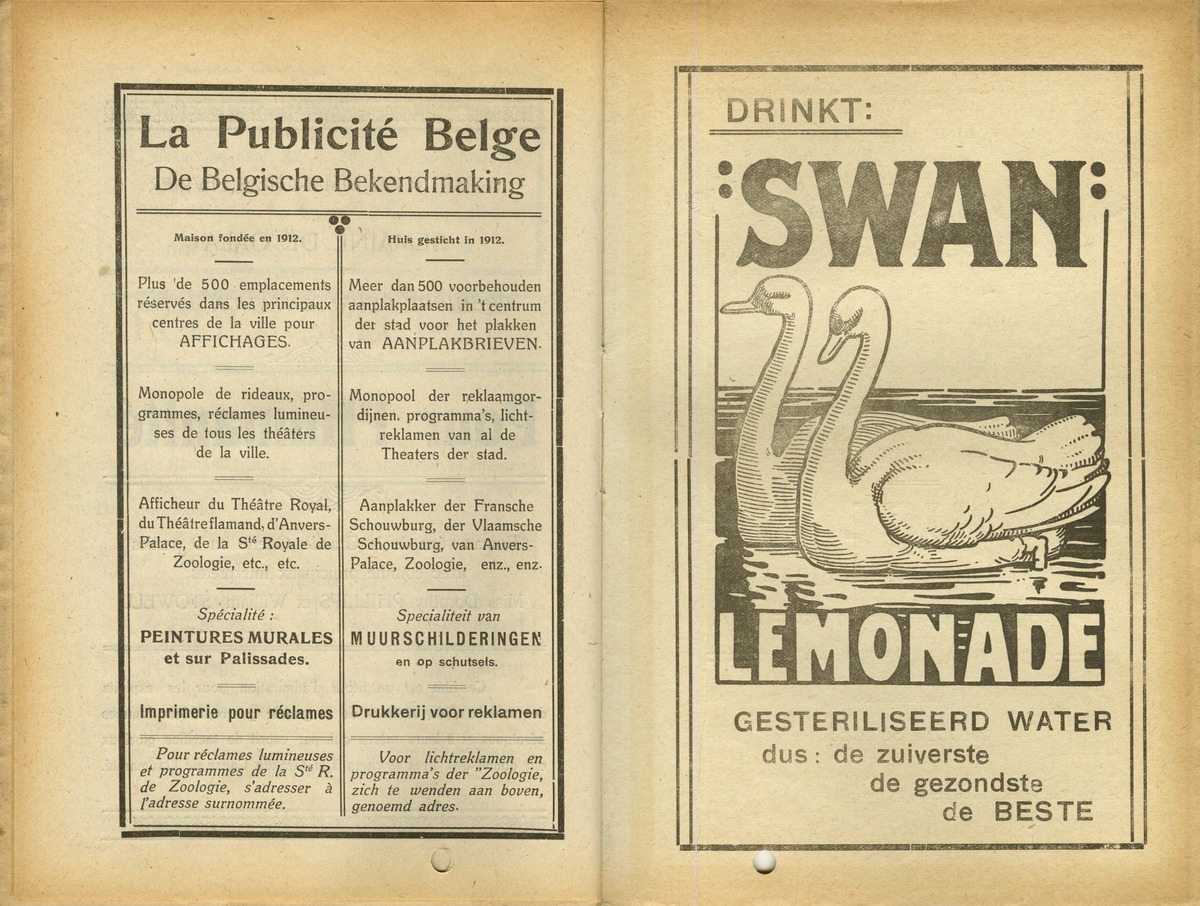 La Publicité Belge
De Belgische Bekendmaking
Maison fondée en 1912.
Plus de 500 emplacements
réservés dans les principaux
centres de la ville pour
AFFICHAGES.
Monopole de rideaux, pro-
grammes, réclames lumineu-
ses de tous les théâters
de la ville.
Afficheur du Théâtre Royal,
du Théâtre flamand, d'Anvers-
Palace, de la Sté Royale de
Zoologie, etc., etc.
Spécialité :
PEINTURES MURALES
et sur Palissades.
Imprimerie pour réclames
Pour réclames lumineuses
et programmes de la Sté R.
de Zoologie, s'adresser à
l'adresse surnommée.
Huis gesticht in 1912.
Meer dan 500 voorbehouden
aanplakplaatsen in 't centrum
der stad voor het plakken
van AANPLAKBRIEVEN.
Monopool der reklaamgor-
dijnen. programma's, licht-
reklamen van al de
Theaters der stad.
Aanplakker der Fransche
Schouwburg, der Vlaamsche
Schouwburg, van Anvers-
Palace, Zoologie, enz., enz.
Specialiteit van
MUURSCHILDERINGEN
en op schutsels.
Drukkerij voor reklamen
Voor lichtreklamen en
programma's der "Zoologie,
zich te wenden aan boven,
genoemd adres.
DRINKT:
:SWAN:
LEMONADE
GESTERILISEERD WATER
dus: de zuiverste
de gezondste
de BESTE